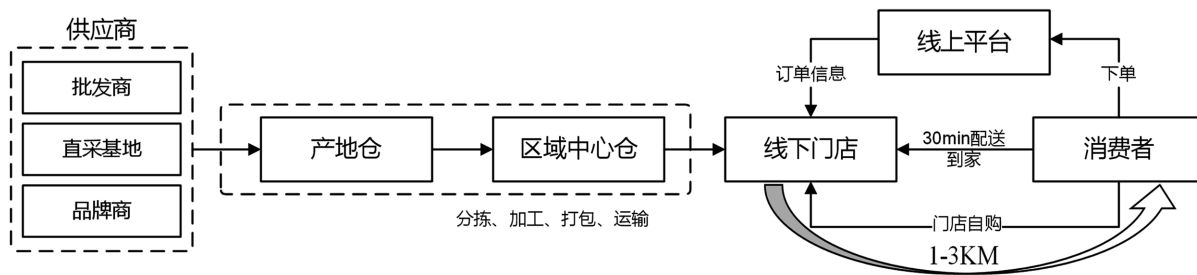 供应商
批发商
直采基地
品牌商
产地仓
区域中心仓
分拣、加工、打包、运输
线上平台
订单信息
下单
线下门店
30min配送
到家
消费者
门店自购
1-3KM